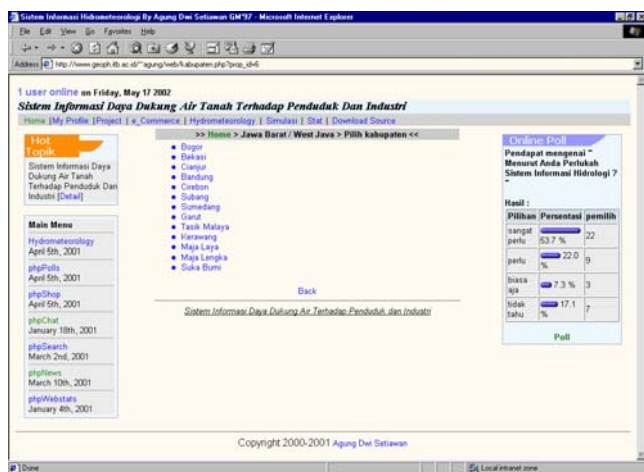 Sistem Informasi Hidrometeorologi By Agung Dwi Setiawan GM'97 - Microsoft Internet Explorer
File Edit View Go Favorites Help
Address http://www.geoph.itb.ac.id/~agung/web/kabupaten.php?prop_id=6
1 user online on Friday, May 17 2002
Sistem Informasi Daya Dukung Air Tanah Terhadap Penduduk Dan Industri
Home |My Profile |Project | e_Commerce | Hydrometeorology | Simulasi | Stat | Download Source
Hot
Topik
Sistem Informasi Daya
Dukung Air Tanah
Terhadap Penduduk Dan
Industri [Detail]
Main Menu
Hydrometeorology
April 5th, 2001
phpPolls
April 5th, 2001
phpShop
April 5th, 2001
phpChat
January 18th, 2001
phpSearch
March 2nd, 2001
phpNews
March 10th, 2001
phpWebstats
January 4th, 2001
>> Home > Jawa Barat / West Java > Pilih kabupaten <<
Bogor
Bekasi
Cianjur
Bandung
Cirebon
Subang
Sumedang
Garut
Tasik Malaya
Kerawang
Maja Laya
Maja Lengka
Suka Bumi
Back
Sistem Informasi Daya Dukung Air Tanah Terhadap Penduduk dan Industri
Online Poll
Pendapat mengenai "
Menurut Anda Perlukah
Sistem Informasi Hidrologi ?
"
Hasil :
Pilihan Persentasi pemilih
sangat perlu 53.7 % 22
perlu 22.0 % 9
biasa aja 7.3 % 3
tidak tahu 17.1 % 7
Poll
Copyright 2000-2001 Agung Dwi Setiawan
Done
Local intranet zone